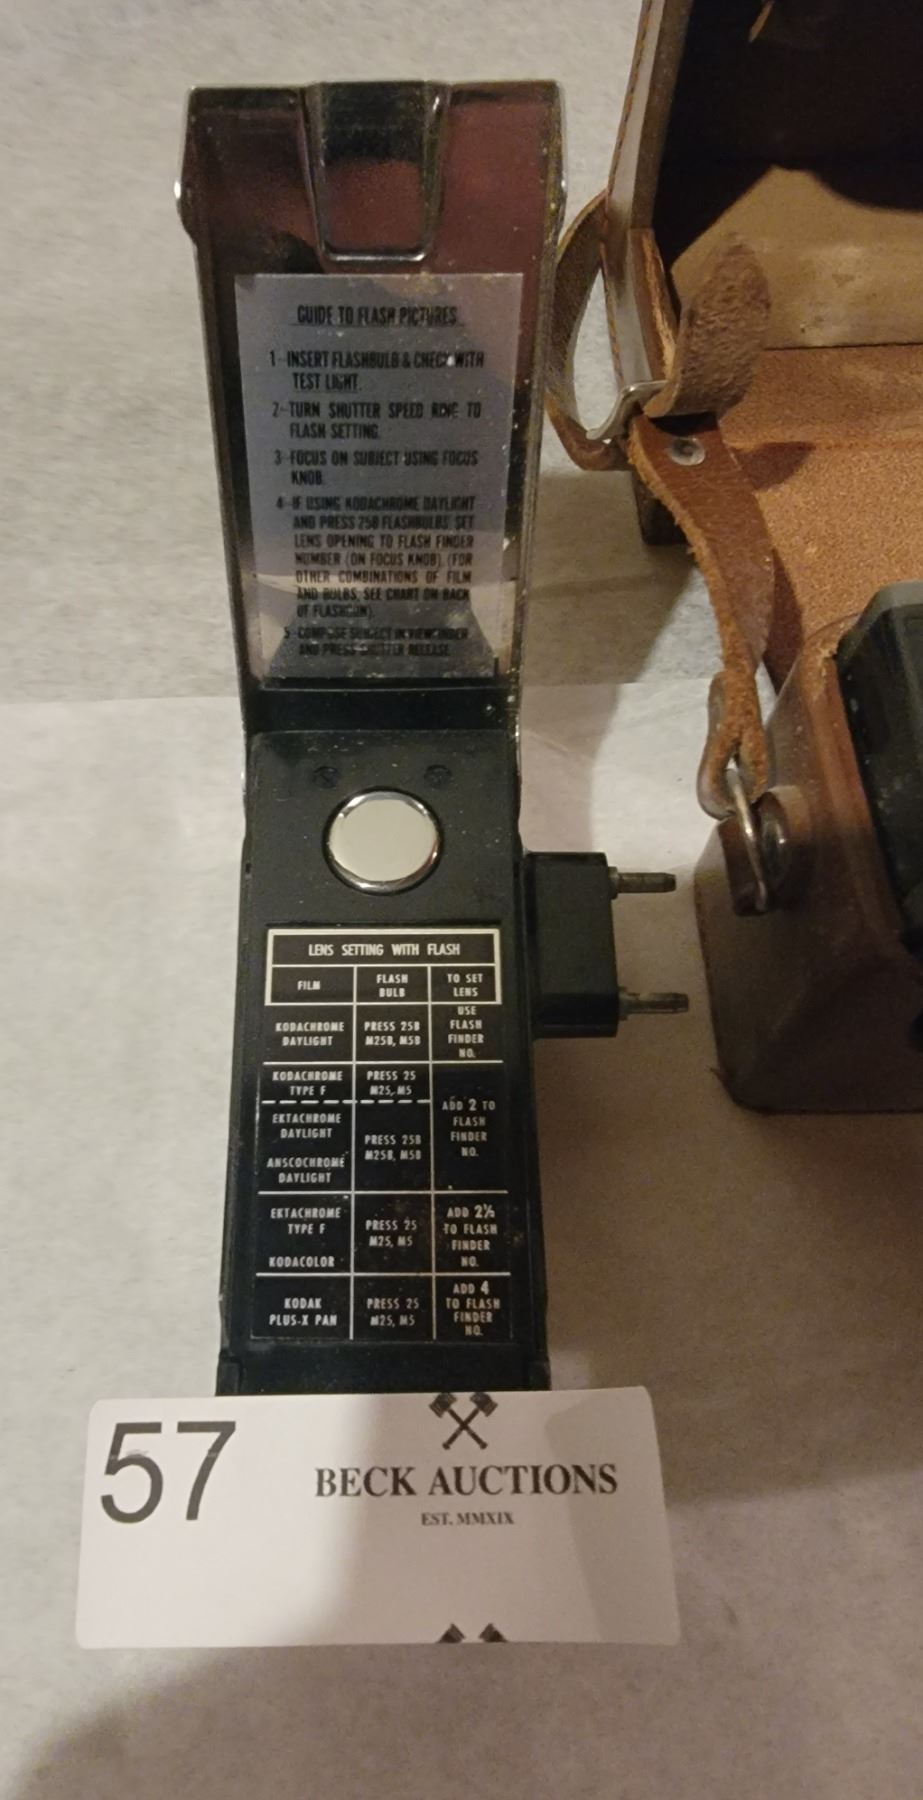 GUIDE TO FLASH PICTURES
1-INSERT FLASHBULB & CHECK WITH
TEST LIGHT.
2-TURN SHUTTER SPEED RING TO
FLASH SETTING.
3-FOCUS ON SUBJECT USING FOCUS
KNOB.
4-IF USING KODACHROME DAYLIGHT
AND PRESS 25B FLASHBULBS, SET
LENS OPENING TO FLASH FINDER
NUMBER (ON FOCUS KNOB). (FOR
OTHER COMBINATIONS OF FILM
AND BULBS, SEE CHART ON BACK
OF FLASHGUN).
5-COMPOSE SUBJECT IN VIEWFINDER
AND PRESS SHUTTER RELEASE.
LENS SETTING WITH FLASH
FILM
FLASH
BULB
TO SET
LENS
KODACHROME
DAYLIGHT
PRESS 25B
M25B, M5B
USE
FLASH
FINDER
NO.
KODACHROME
TYPE F
PRESS 25
M25, M5
EKTACHROME
DAYLIGHT
ANSCOCHROME
DAYLIGHT
PRESS 25B
M25B, M5B
ADD 2 TO
FLASH
FINDER
NO.
EKTACHROME
TYPE F
KODACOLOR
PRESS 25
M25, M5
ADD 2½
TO FLASH
FINDER
NO.
KODAK
PLUS-X PAN
PRESS 25
M25, M5
ADD 4
TO FLASH
FINDER
NO.
57
BECK AUCTIONS
EST. MMXIX